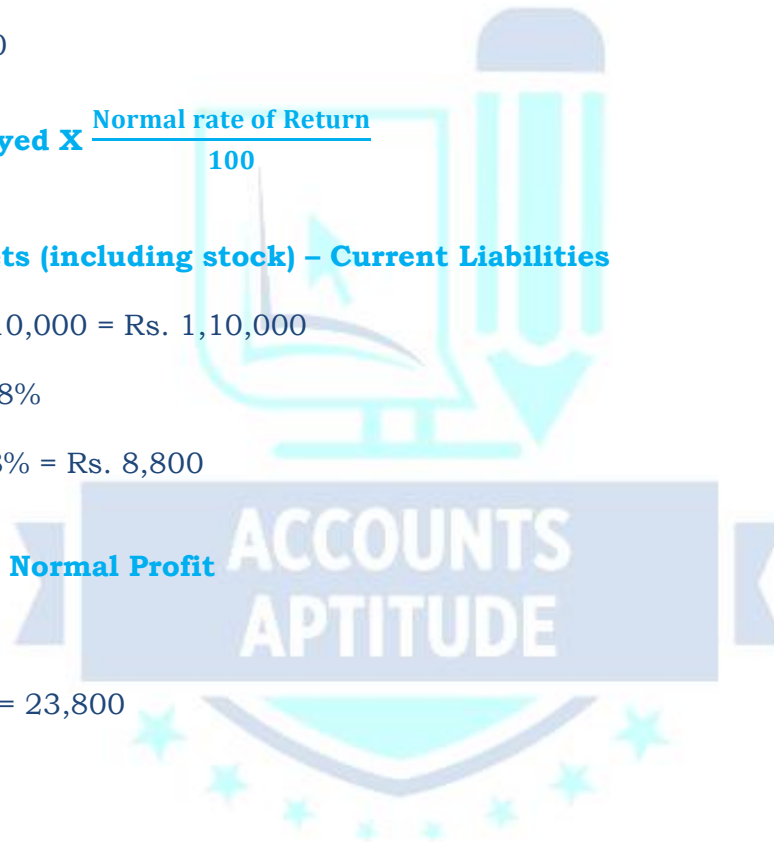 0
yed X Normal rate of Return
100
ts (including stock) – Current Liabilities
10,000 = Rs. 1,10,000
8%
8% = Rs. 8,800
Normal Profit
ACCOUNTS
APTITUDE
= 23,800